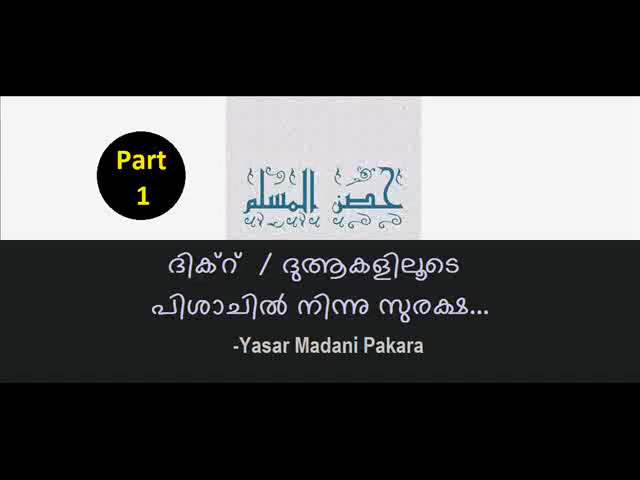 Part
1
حصن المسلم
ദിക്റ് / ദുആകളിലൂടെ
പിശാചിൽ നിന്നു സുരക്ഷ...
-Yasar Madani Pakara